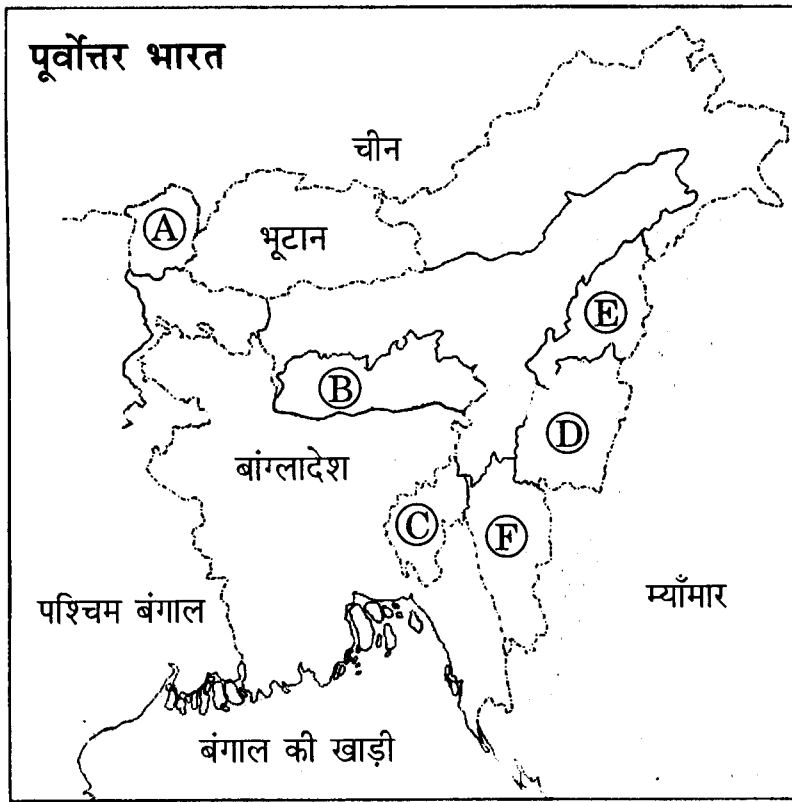 पूर्वोत्तर भारत
चीन
A
भूटान
E
B
D
बांग्लादेश
C
F
पश्चिम बंगाल
म्याँमार
बंगाल की खाड़ी